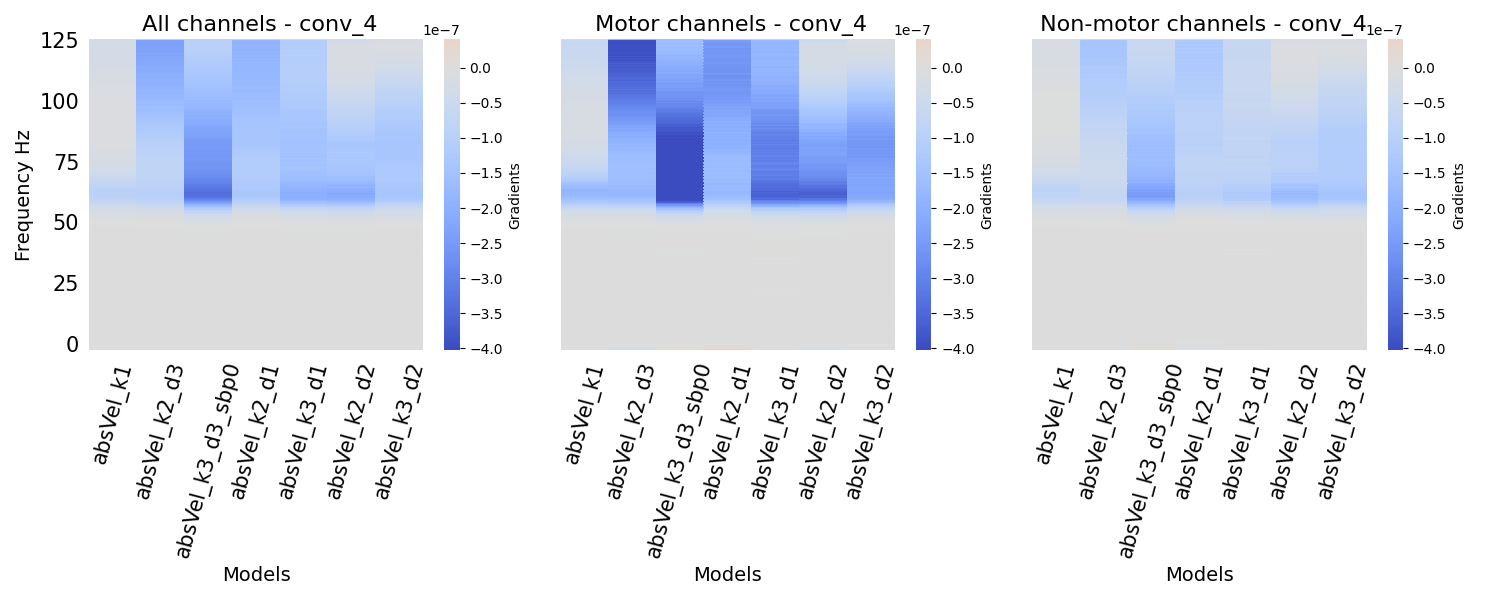 All channels - conv_4
1e−7
Motor channels - conv_4
1e−7
Non-motor channels - conv_4
1e−7
Frequency Hz
125
100
75
50
25
0
0.0
−0.5
−1.0
−1.5
−2.0
−2.5
−3.0
−3.5
−4.0
Gradients
0.0
−0.5
−1.0
−1.5
−2.0
−2.5
−3.0
−3.5
−4.0
Gradients
0.0
−0.5
−1.0
−1.5
−2.0
−2.5
−3.0
−3.5
−4.0
Gradients
absVel_k1
absVel_k2_d3
absVel_k3_d3_sbp0
absVel_k2_d1
absVel_k3_d1
absVel_k2_d2
absVel_k3_d2
absVel_k1
absVel_k2_d3
absVel_k3_d3_sbp0
absVel_k2_d1
absVel_k3_d1
absVel_k2_d2
absVel_k3_d2
absVel_k1
absVel_k2_d3
absVel_k3_d3_sbp0
absVel_k2_d1
absVel_k3_d1
absVel_k2_d2
absVel_k3_d2
Models
Models
Models